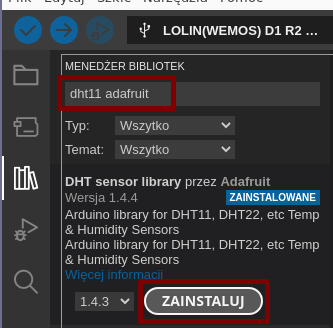 Plik Edytuj Szkic Narzędzia Pomoc
LOLIN(WEMOS) D1 R2 ...
MENEDŻER BIBLIOTEK
dht11 adafruit
Typ: Wszytko
Temat: Wszytko
DHT sensor library przez Adafruit
Wersja 1.4.4 ZAINSTALOWANE
Arduino library for DHT11, DHT22, etc Temp
& Humidity Sensors
Arduino library for DHT11, DHT22, etc Temp
& Humidity Sensors
Więcej informacji
1.4.3 ZAINSTALUJ